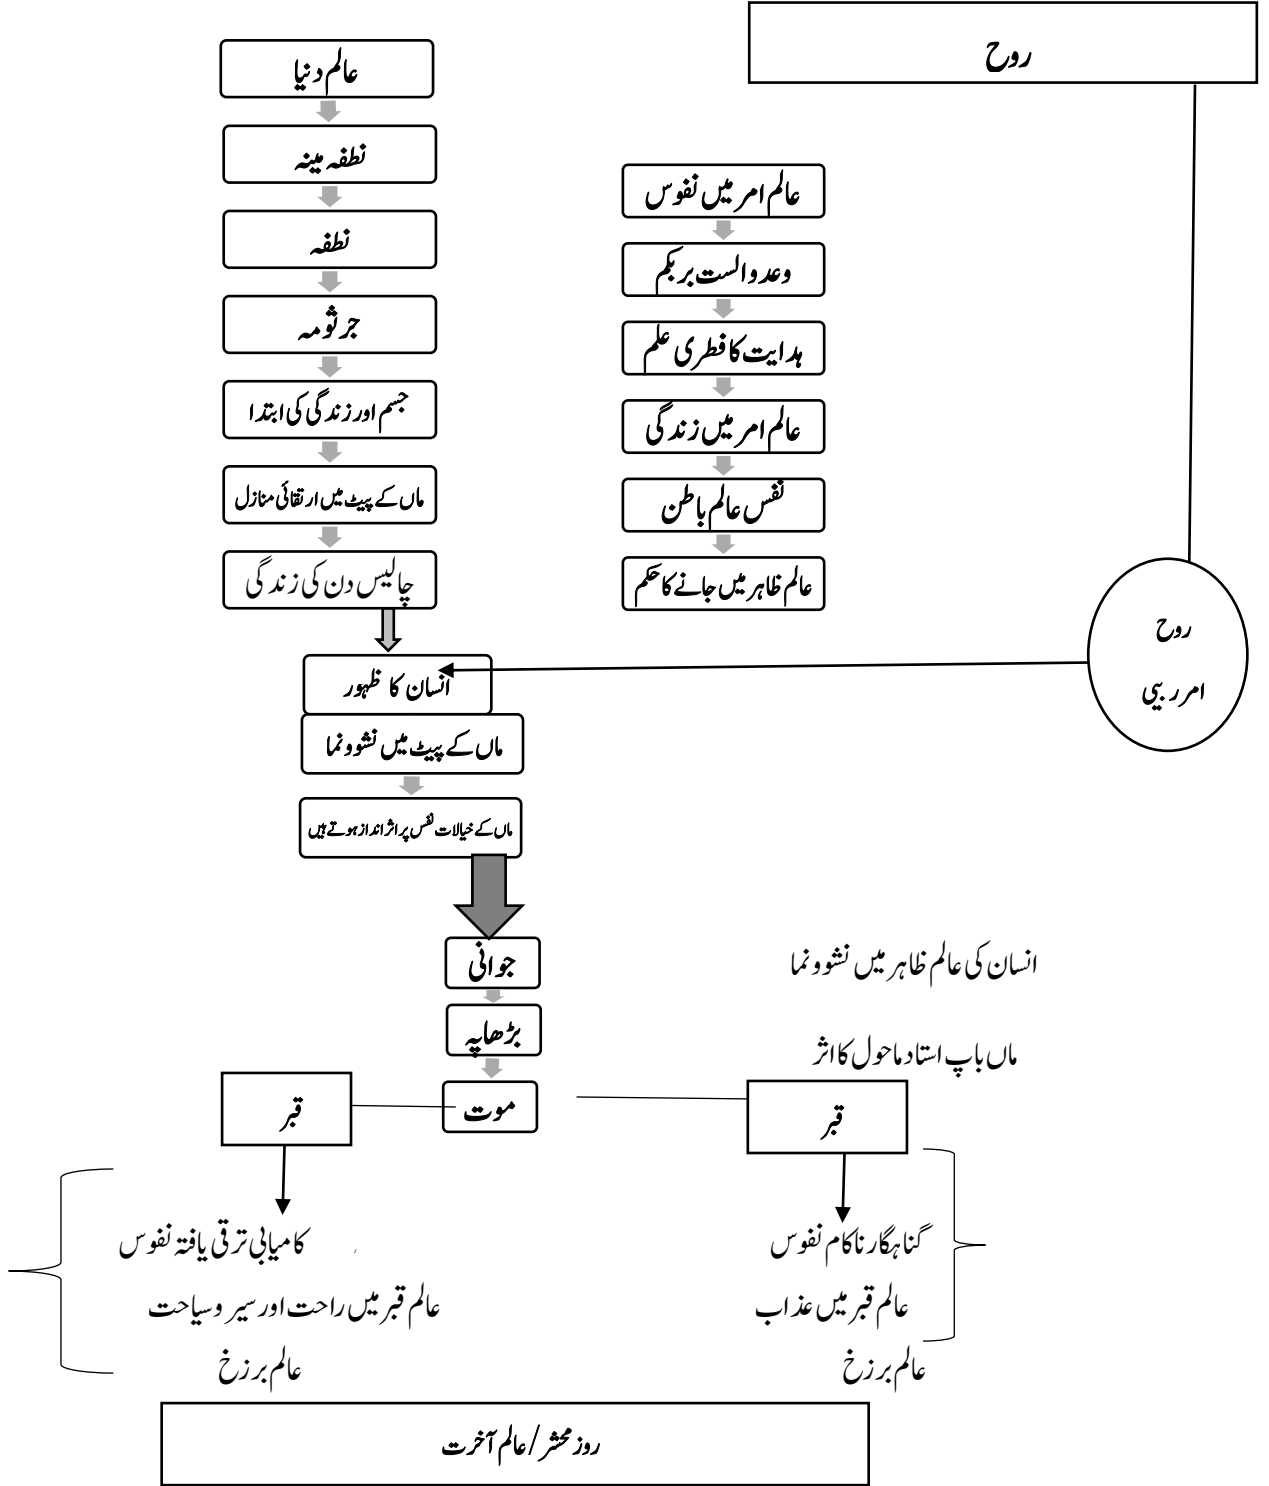 روح
عالم دنیا
نطفہ مینہ
نطفہ
جرثومہ
جسم اور زندگی کی ابتدا
ماں کے پیٹ میں ارتقائی منازل
چالیس دن کی زندگی
عالم امر میں نفوس
وعدو الست بربکم
ہدایت کا فطری علم
عالم امر میں زندگی
نفس عالم باطن
عالم ظاہر میں جانے کا حکم
روح
امر ربیی
انسان کا ظہور
ماں کے پیٹ میں نشوونما
ماں کے خیالات نفس پر اثر انداز ہوتے ہیں
جوانی
بڑھاپہ
موت
انسان کی عالم ظاہر میں نشوونما
ماں باپ استاد ماحول کا اثر
قبر
گناہگار ناکام نفوس
عالم قبر میں عذاب
عالم برزخ
قبر
کامیابی ترقی یافتہ نفوس
عالم قبر میں راحت اور سیر و سیاحت
عالم برزخ
روز محشر / عالم آخرت